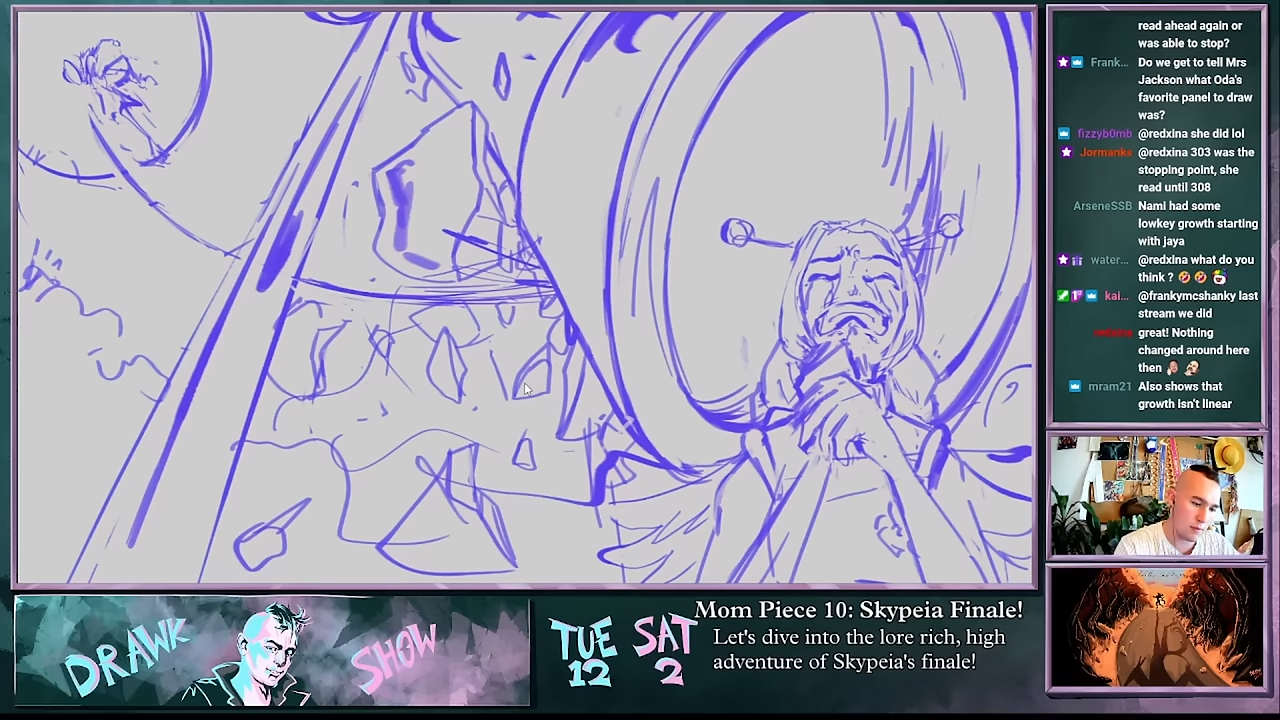 read ahead again or
was able to stop?
Frank... Do we get to tell Mrs
Jackson what Oda's
favorite panel to draw
was?
fizzyb0mb @redxina she did lol
Jormanks @redxina 303 was the
stopping point, she
read until 308
ArseneSSB Nami had some
lowkey growth starting
with jaya
water... @redxina what do you
think ?
kai... @frankymcshanky last
stream we did
redxina great! Nothing
changed around here
then
mram21 Also shows that
growth isn't linear
DRAWK
SHOW
TUE SAT
12 2
Mom Piece 10: Skypeia Finale!
Let's dive into the lore rich, high
adventure of Skypeia's finale!